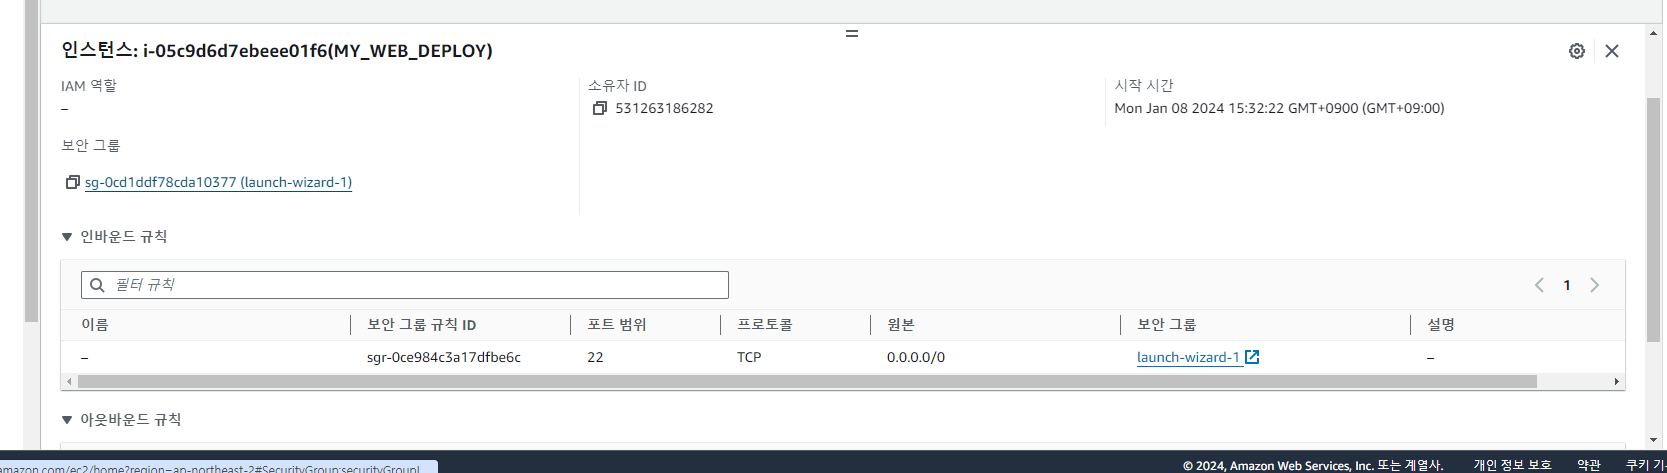 인스턴스: i-05c9d6d7ebeee01f6(MY_WEB_DEPLOY)
IAM 역할
–
소유자 ID
531263186282
시작 시간
Mon Jan 08 2024 15:32:22 GMT+0900 (GMT+09:00)
보안 그룹
sg-0cd1ddf78cda10377 (launch-wizard-1)
▼ 인바운드 규칙
필터 규칙
1
이름 보안 그룹 규칙 ID 포트 범위 프로토콜 원본 보안 그룹 설명
– sgr-0ce984c3a17dfbe6c 22 TCP 0.0.0.0/0 launch-wizard-1 –
▼ 아웃바운드 규칙
amazon.com/ec2/home?region=ap-northeast-2#SecurityGroup:securityGroupI
© 2024, Amazon Web Services, Inc. 또는 계열사. 개인 정보 보호 약관 쿠키